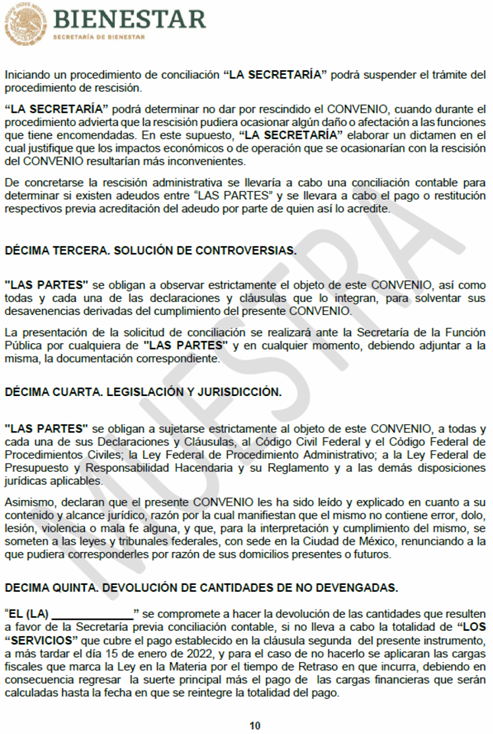 BIENESTAR
SECRETARÍA DE BIENESTAR
Iniciando un procedimiento de conciliación “LA SECRETARÍA” podrá suspender el trámite del
procedimiento de rescisión.
“LA SECRETARÍA” podrá determinar no dar por rescindido el CONVENIO, cuando durante el
procedimiento advierta que la rescisión pudiera ocasionar algún daño o afectación a las funciones
que tiene encomendadas. En este supuesto, “LA SECRETARÍA” elaborar un dictamen en el
cual justifique que los impactos económicos o de operación que se ocasionarían con la rescisión
del CONVENIO resultarían más inconvenientes.
De concretarse la rescisión administrativa se llevaría a cabo una conciliación contable para
determinar si existen adeudos entre “LAS PARTES” y se llevara a cabo el pago o restitución
respectivos previa acreditación del adeudo por parte de quien así lo acredite.
DÉCIMA TERCERA. SOLUCIÓN DE CONTROVERSIAS.
"LAS PARTES" se obligan a observar estrictamente el objeto de este CONVENIO, así como
todas y cada una de las declaraciones y cláusulas que lo integran, para solventar sus
desavenencias derivadas del cumplimiento del presente CONVENIO.
La presentación de la solicitud de conciliación se realizará ante la Secretaría de la Función
Pública por cualquiera de "LAS PARTES" y en cualquier momento, debiendo adjuntar a la
misma, la documentación correspondiente.
DÉCIMA CUARTA. LEGISLACIÓN Y JURISDICCIÓN.
"LAS PARTES" se obligan a sujetarse estrictamente al objeto de este CONVENIO, a todas y
cada una de sus Declaraciones y Cláusulas, al Código Civil Federal y el Código Federal de
Procedimientos Civiles; la Ley Federal de Procedimiento Administrativo; a la Ley Federal de
Presupuesto y Responsabilidad Hacendaria y su Reglamento y a las demás disposiciones
jurídicas aplicables.
Asimismo, declaran que el presente CONVENIO les ha sido leído y explicado en cuanto a su
contenido y alcance jurídico, razón por la cual manifiestan que el mismo no contiene error, dolo,
lesión, violencia o mala fe alguna, y que, para la interpretación y cumplimiento del mismo, se
someten a las leyes y tribunales federales, con sede en la Ciudad de México, renunciando a la
que pudiera corresponderles por razón de sus domicilios presentes o futuros.
DECIMA QUINTA. DEVOLUCIÓN DE CANTIDADES DE NO DEVENGADAS.
“EL (LA) ______________” se compromete a hacer la devolución de las cantidades que resulten
a favor de la Secretaría previa conciliación contable, si no lleva a cabo la totalidad de “LOS
“SERVICIOS” que cubre el pago establecido en la cláusula segunda del presente instrumento,
a más tardar el día 15 de enero de 2022, y para el caso de no hacerlo se aplicaran las cargas
fiscales que marca la Ley en la Materia por el tiempo de Retraso en que incurra, debiendo en
consecuencia regresar la suerte principal más el pago de las cargas financieras que serán
calculadas hasta la fecha en que se reintegre la totalidad del pago.
10
MUESTRA